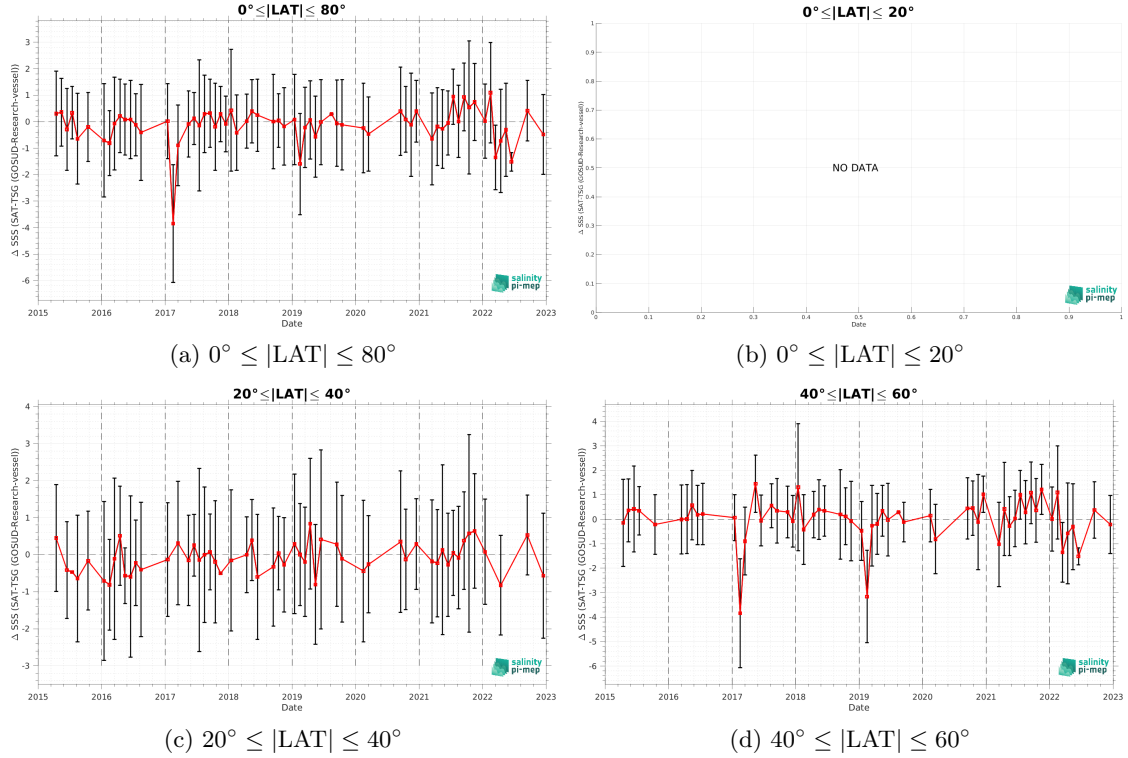 0°≤|LAT|≤ 80°
Δ SSS (SAT-TSG (GOSUD-Research-vessel))
3
2
1
0
-1
-2
-3
-4
-5
-6
2015 2016 2017 2018 2019 2020 2021 2022 2023
Date
salinity
pi-mep
(a) 0° ≤ |LAT| ≤ 80°
0°≤|LAT|≤ 20°
Δ SSS (SAT-TSG (GOSUD-Research-vessel))
1
0.9
0.8
0.7
0.6
0.5
0.4
0.3
0.2
0.1
0
NO DATA
0 0.1 0.2 0.3 0.4 0.5 0.6 0.7 0.8 0.9 1
Date
salinity
pi-mep
(b) 0° ≤ |LAT| ≤ 20°
20°≤|LAT|≤ 40°
Δ SSS (SAT-TSG (GOSUD-Research-vessel))
4
3
2
1
0
-1
-2
-3
2015 2016 2017 2018 2019 2020 2021 2022 2023
Date
salinity
pi-mep
(c) 20° ≤ |LAT| ≤ 40°
40°≤|LAT|≤ 60°
Δ SSS (SAT-TSG (GOSUD-Research-vessel))
4
3
2
1
0
-1
-2
-3
-4
-5
-6
2015 2016 2017 2018 2019 2020 2021 2022 2023
Date
salinity
pi-mep
(d) 40° ≤ |LAT| ≤ 60°